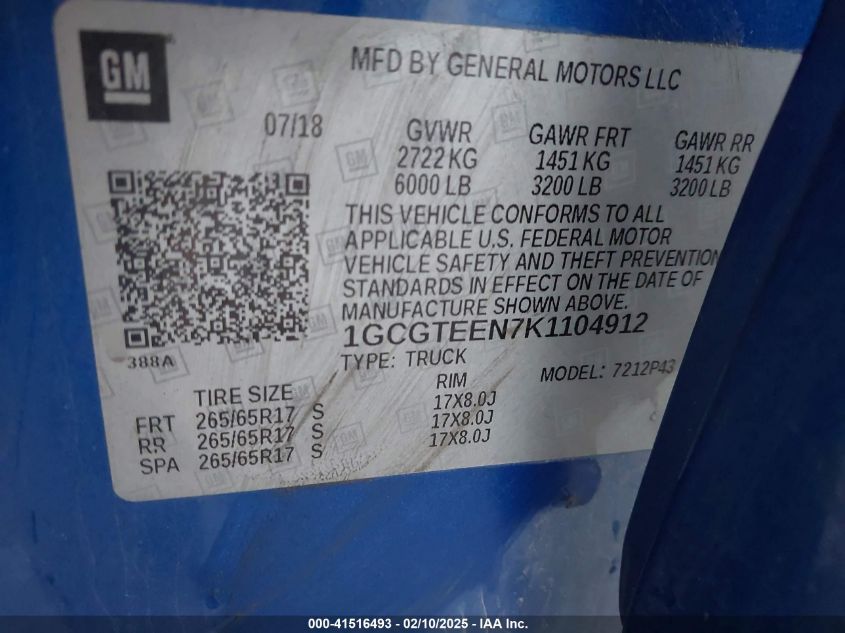 GM
MFD BY GENERAL MOTORS LLC
07/18
GVWR GAWR FRT GAWR RR
2722 KG 1451 KG 1451 KG
6000 LB 3200 LB 3200 LB
THIS VEHICLE CONFORMS TO ALL
APPLICABLE U.S. FEDERAL MOTOR
VEHICLE SAFETY AND THEFT PREVENTION
STANDARDS IN EFFECT ON THE DATE OF
MANUFACTURE SHOWN ABOVE.
1GCGTEEN7K1104912
388A
TYPE: TRUCK MODEL: 7212P43
TIRE SIZE RIM
FRT 265/65R17 S 17X8.0J
RR 265/65R17 S 17X8.0J
SPA 265/65R17 S 17X8.0J
000-41516493 - 02/10/2025 - IAA Inc.